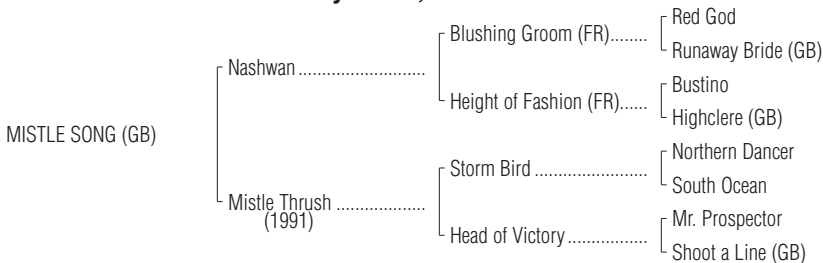 Red God
Blushing Groom (FR)........
Runaway Bride (GB)
Nashwan ............................
Bustino
Height of Fashion (FR)......
Highclere (GB)
MISTLE SONG (GB)
Northern Dancer
Storm Bird .........................
South Ocean
Mistle Thrush ....................
(1991)
Mr. Prospector
Head of Victory..................
Shoot a Line (GB)